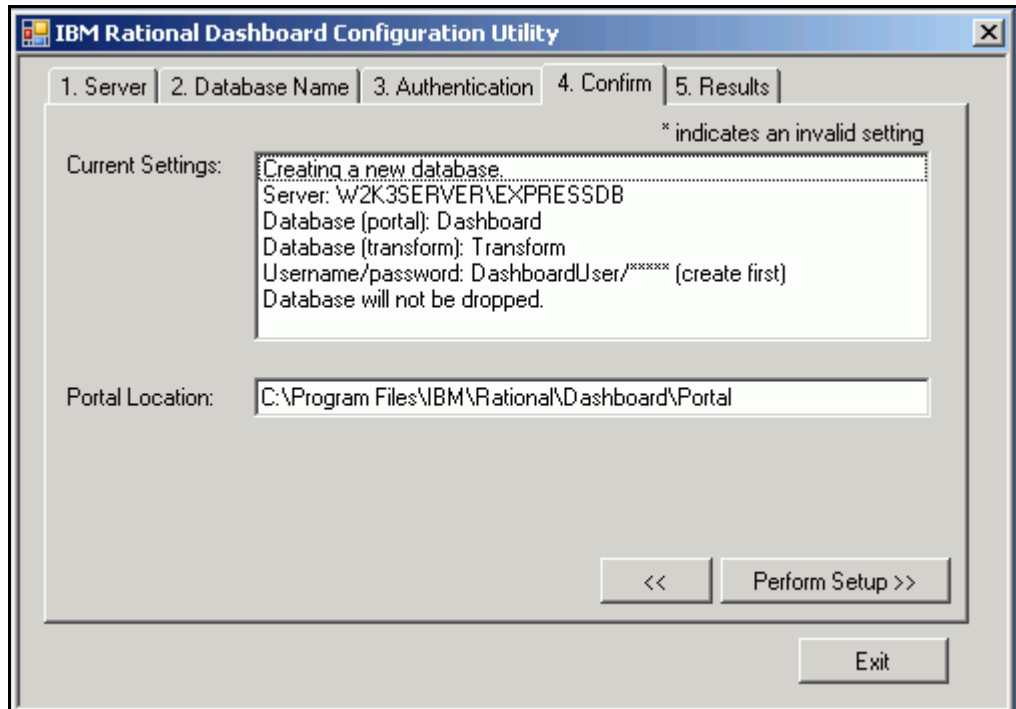 IBM Rational Dashboard Configuration Utility
1. Server 2. Database Name 3. Authentication 4. Confirm 5. Results
* indicates an invalid setting
Current Settings:
Creating a new database.
Server: W2K3SERVER\EXPRESSDB
Database (portal): Dashboard
Database (transform): Transform
Username/password: DashboardUser/***** (create first)
Database will not be dropped.
Portal Location: C:\Program Files\IBM\Rational\Dashboard\Portal
<< Perform Setup >>
Exit